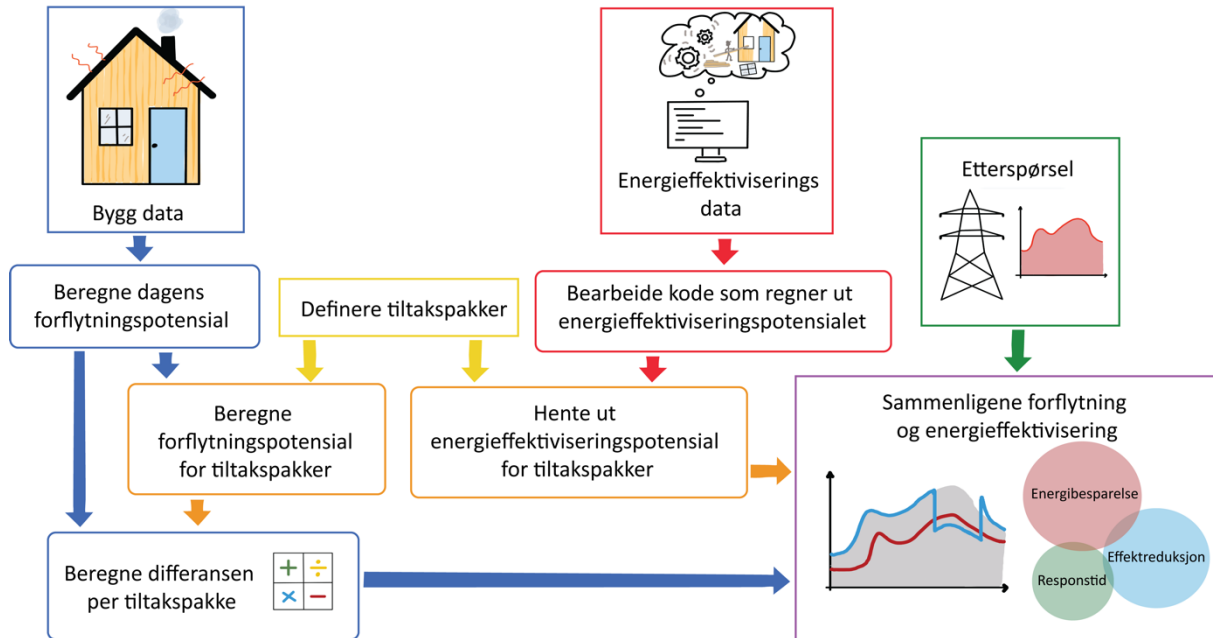 Bygg data
Energieffektiviserings
data
Etterspørsel
Beregne dagens
forflytningspotensial
Definere tiltakspakker
Bearbeide kode som regner ut
energieffektiviseringspotensialet
Beregne
forflytningspotensial
for tiltakspakker
Hente ut
energieffektiviseringspotensial
for tiltakspakker
Sammenligene forflytning
og energieffektivisering
Energibesparelse
Effektreduksjon
Responstid
Beregne differansen
per tiltakspakke
+ ÷
× −